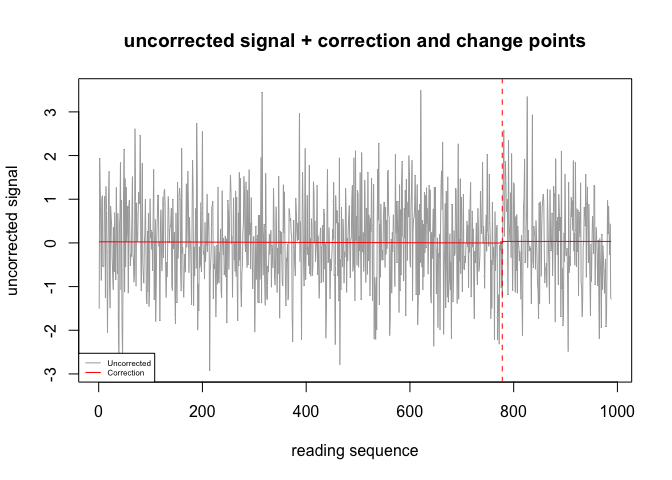 uncorrected signal + correction and change points
uncorrected signal
3
2
1
0
-1
-2
-3
Uncorrected
Correction
0 200 400 600 800 1000
reading sequence